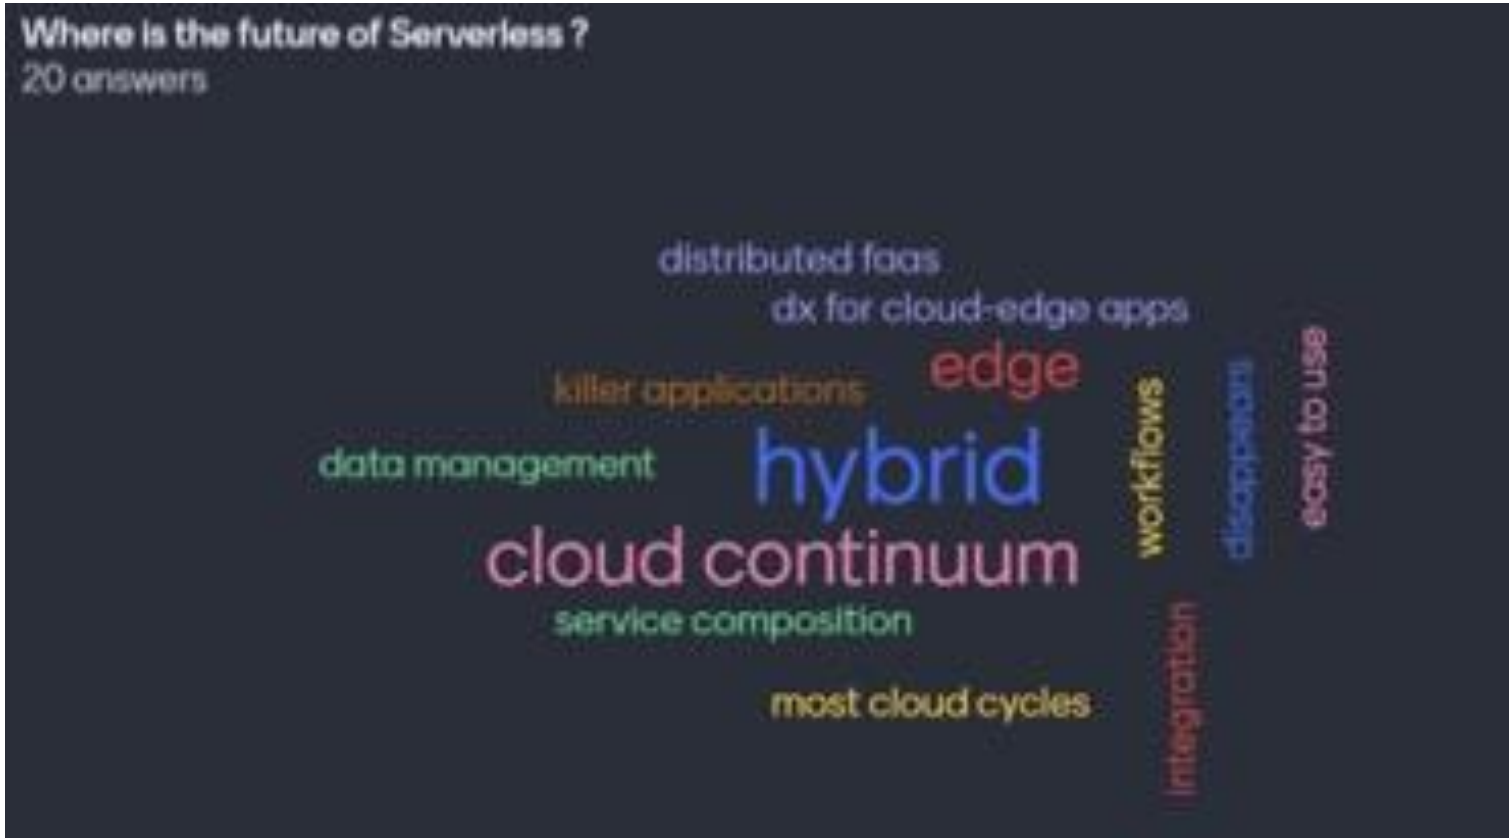 Where is the future of Serverless ?
20 answers
distributed faas
dx for cloud-edge apps
edge
killer applications
hybrid
data management
cloud continuum
service composition
most cloud cycles
workflows
disappears
easy to use
integration